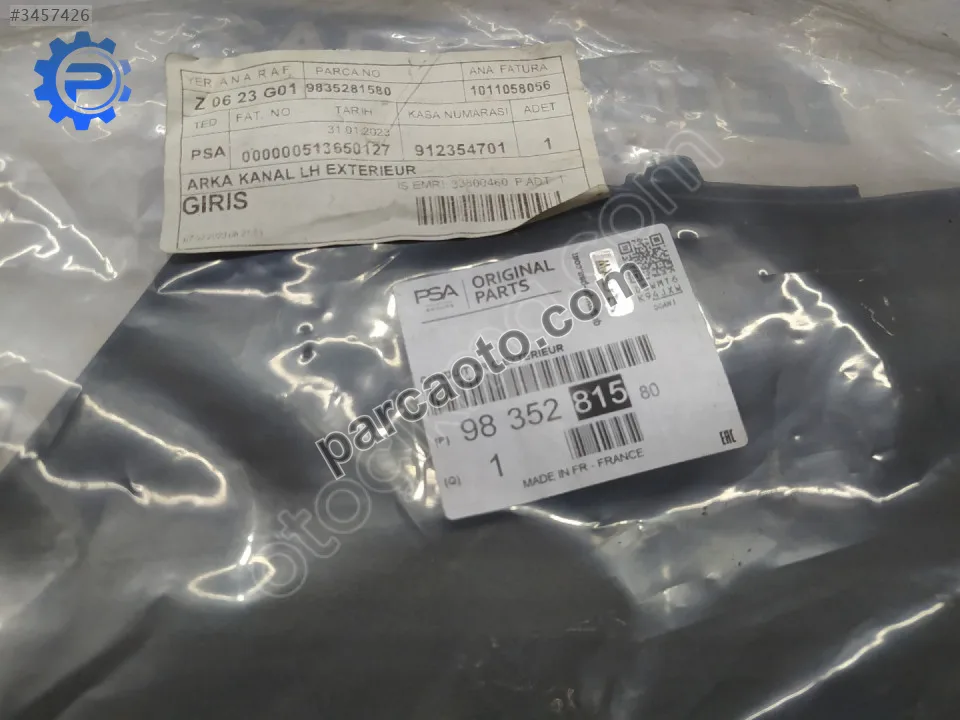 #3457426
YER ANA RAF. PARCA NO ANA FATURA
Z 06 23 G01 9835281580 1011058056
TED FAT. NO TARIH KASA NUMARASI ADET
31.01.2023
PSA 000000513650127 912354701 1
ARKA KANAL LH EXTERIEUR
GIRIS
PSA ORIGINAL PARTS
(P) 98 352 815 80
(Q) 1
MADE IN FR - FRANCE
EAC
parcaoto.com